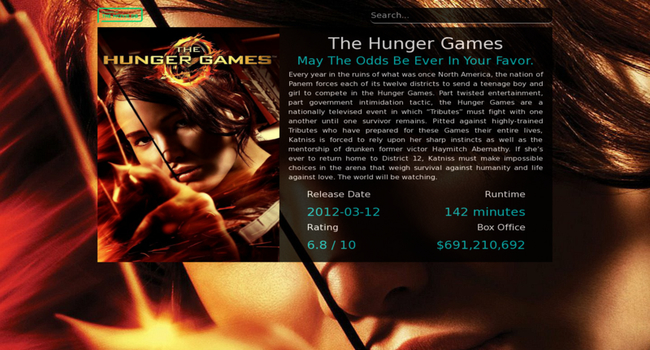 Search...
THE
HUNGER GAMES
The Hunger Games
May The Odds Be Ever In Your Favor.
Every year in the ruins of what was once North America, the nation of
Panem forces each of its twelve districts to send a teenage boy and
girl to compete in the Hunger Games. Part twisted entertainment,
part government intimidation tactic, the Hunger Games are a
nationally televised event in which “Tributes” must fight with one
another until one survivor remains. Pitted against highly-trained
Tributes who have prepared for these Games their entire lives,
Katniss is forced to rely upon her sharp instincts as well as the
mentorship of drunken former victor Haymitch Abernathy. If she’s
ever to return home to District 12, Katniss must make impossible
choices in the arena that weigh survival against humanity and life
against love. The world will be watching.
Release Date Runtime
2012-03-12 142 minutes
Rating Box Office
6.8 / 10 $691,210,692